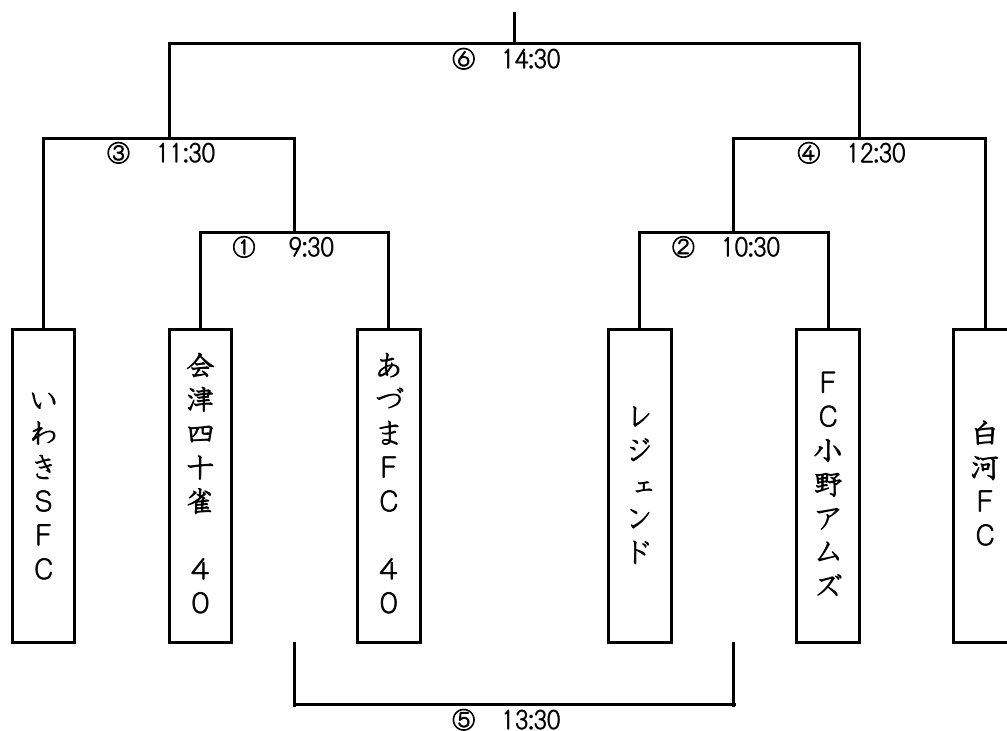 ⑥ 14:30
③ 11:30
④ 12:30
① 9:30
② 10:30
いわきSFC
会津四十雀 40
あづまFC 40
レジェンド
FC小野アムズ
白河FC
⑤ 13:30